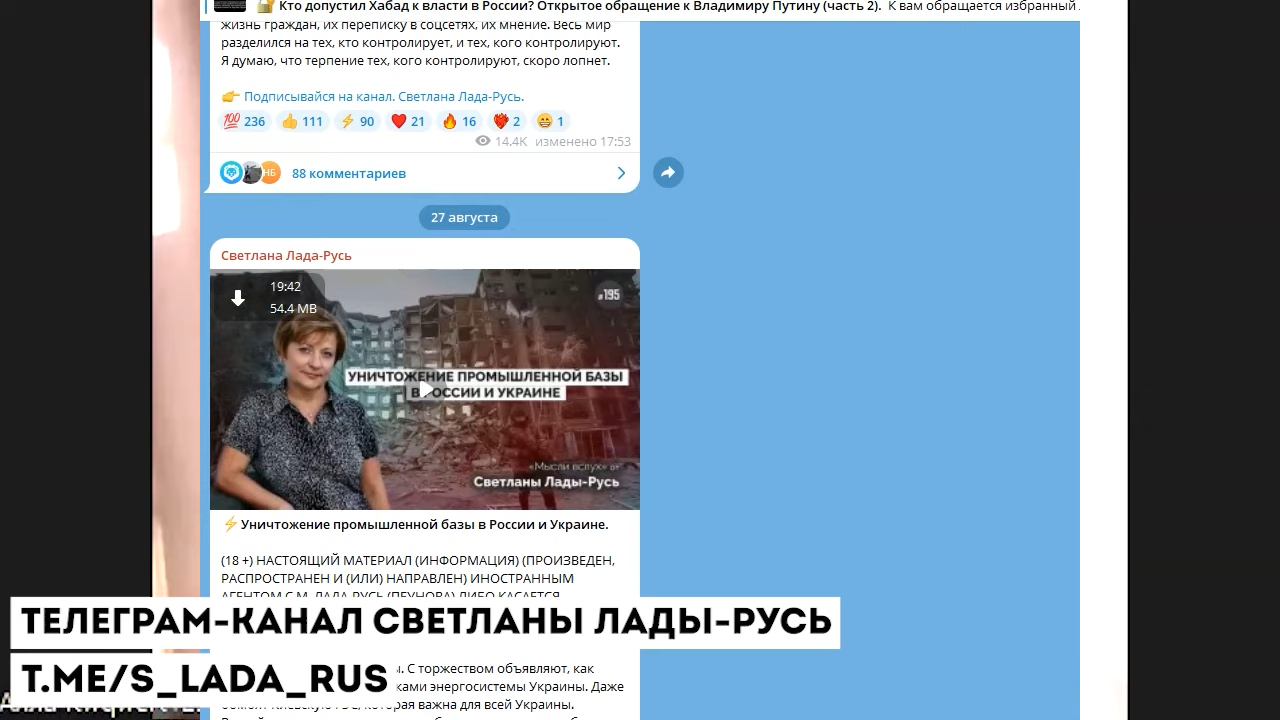 Кто допустил Хабад к власти в России? Открытое обращение к Владимиру Путину (часть 2). К вам обращается избранный
жизнь граждан, их переписку в соцсетях, их мнение. Весь мир
разделился на тех, кто контролирует, и тех, кого контролируют.
Я думаю, что терпение тех, кого контролируют, скоро лопнет.
👉 Подписывайся на канал. Светлана Лада-Русь.
💯 236 👍 111 ⚡ 90 ❤ 21 🔥 16 ❤‍🔥 2 😁 1
14.4K изменено 17:53
НБ 88 комментариев
27 августа
Светлана Лада-Русь
19:42
54.4 MB
#195
УНИЧТОЖЕНИЕ ПРОМЫШЛЕННОЙ БАЗЫ
В РОССИИ И УКРАИНЕ
«Мысли вслух» от
Светланы Лады-Русь
⚡Уничтожение промышленной базы в России и Украине.
(18 +) НАСТОЯЩИЙ МАТЕРИАЛ (ИНФОРМАЦИЯ) (ПРОИЗВЕДЕН,
РАСПРОСТРАНЕН И (ИЛИ) НАПРАВЛЕН) ИНОСТРАННЫМ
АГЕНТОМ С.М. ЛАДА-РУСЬ (ПЕУНОВА) ЛИБО КАСАЕТСЯ
ТЕЛЕГРАМ-КАНАЛ СВЕТЛАНЫ ЛАДЫ-РУСЬ
С торжеством объявляют, как
T.ME/S_LADA_RUS
энергосистемы Украины. Даже
которая важна для всей Украины.